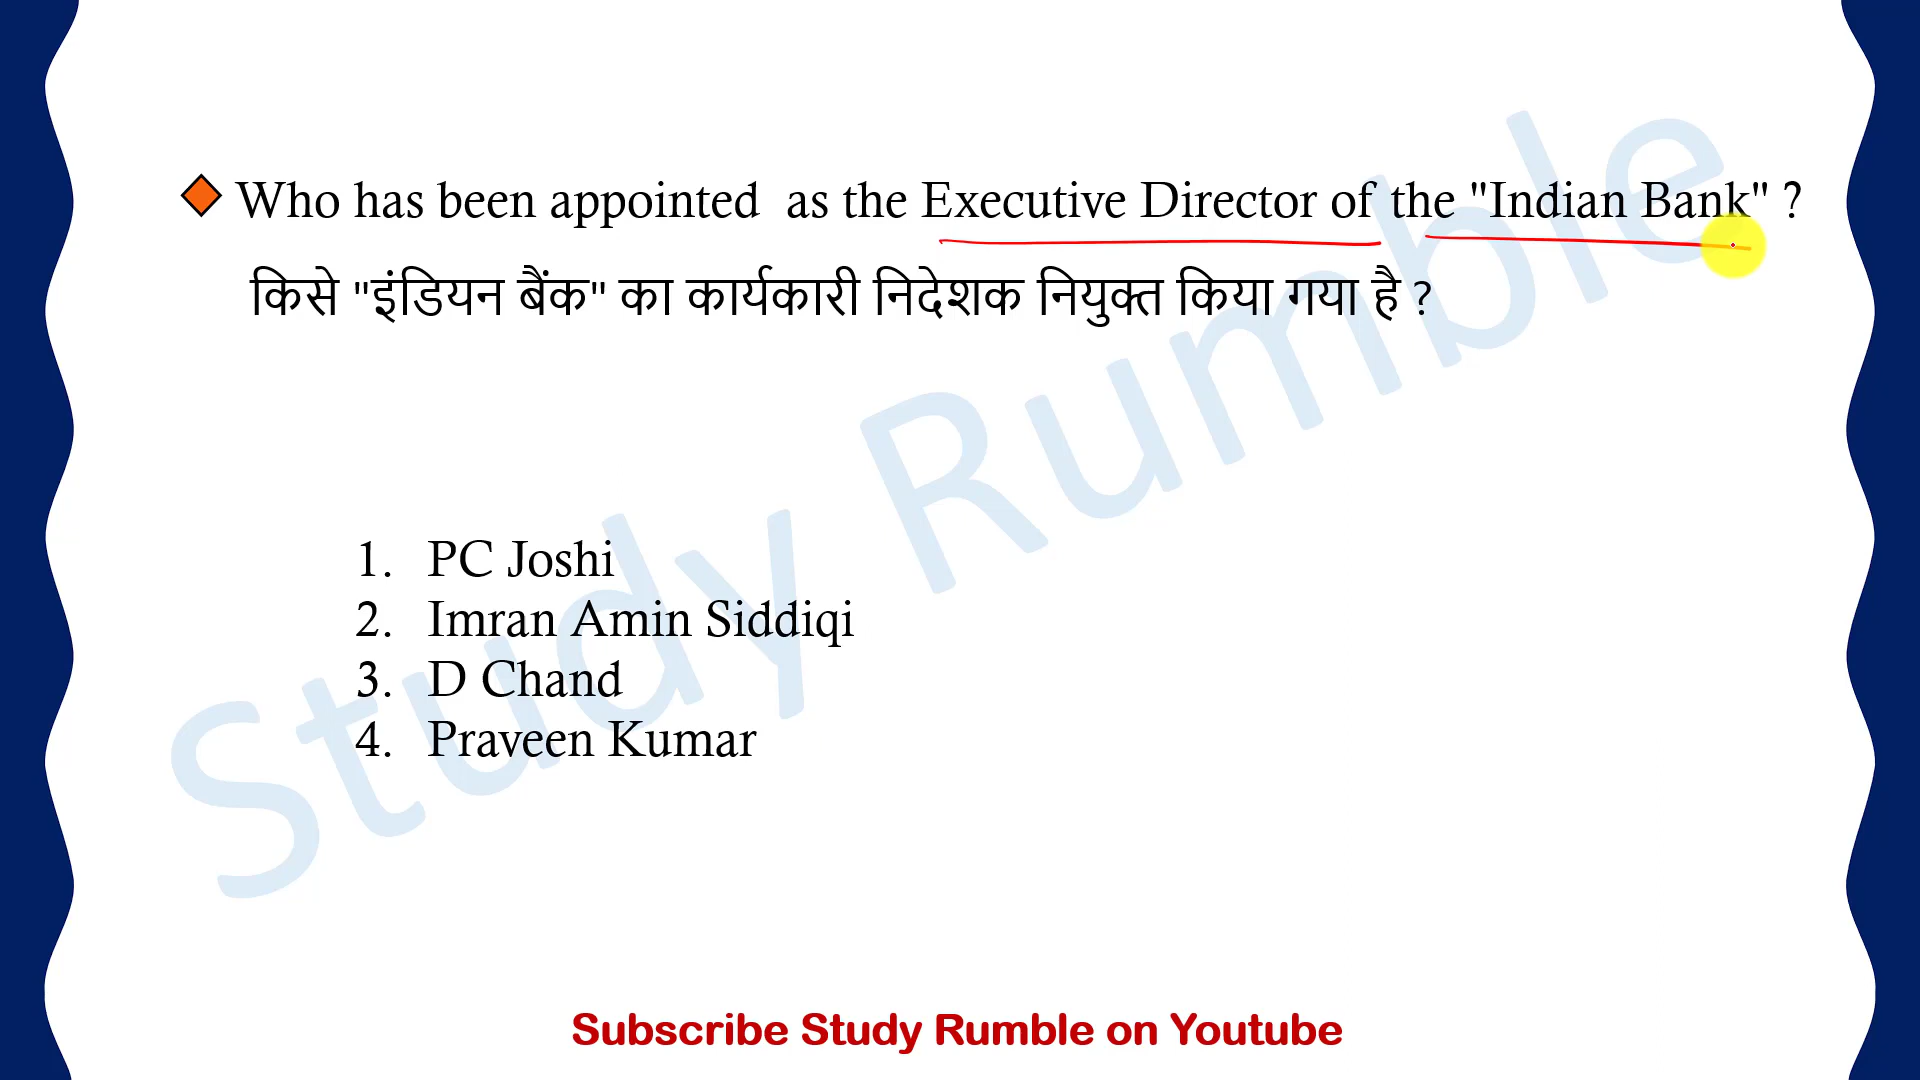 Who has been appointed as the Executive Director of the "Indian Bank" ?
किसे "इंडियन बैंक" का कार्यकारी निदेशक नियुक्त किया गया है ?
1. PC Joshi
2. Imran Amin Siddiqi
3. D Chand
4. Praveen Kumar
Study Rumble
Subscribe Study Rumble on Youtube